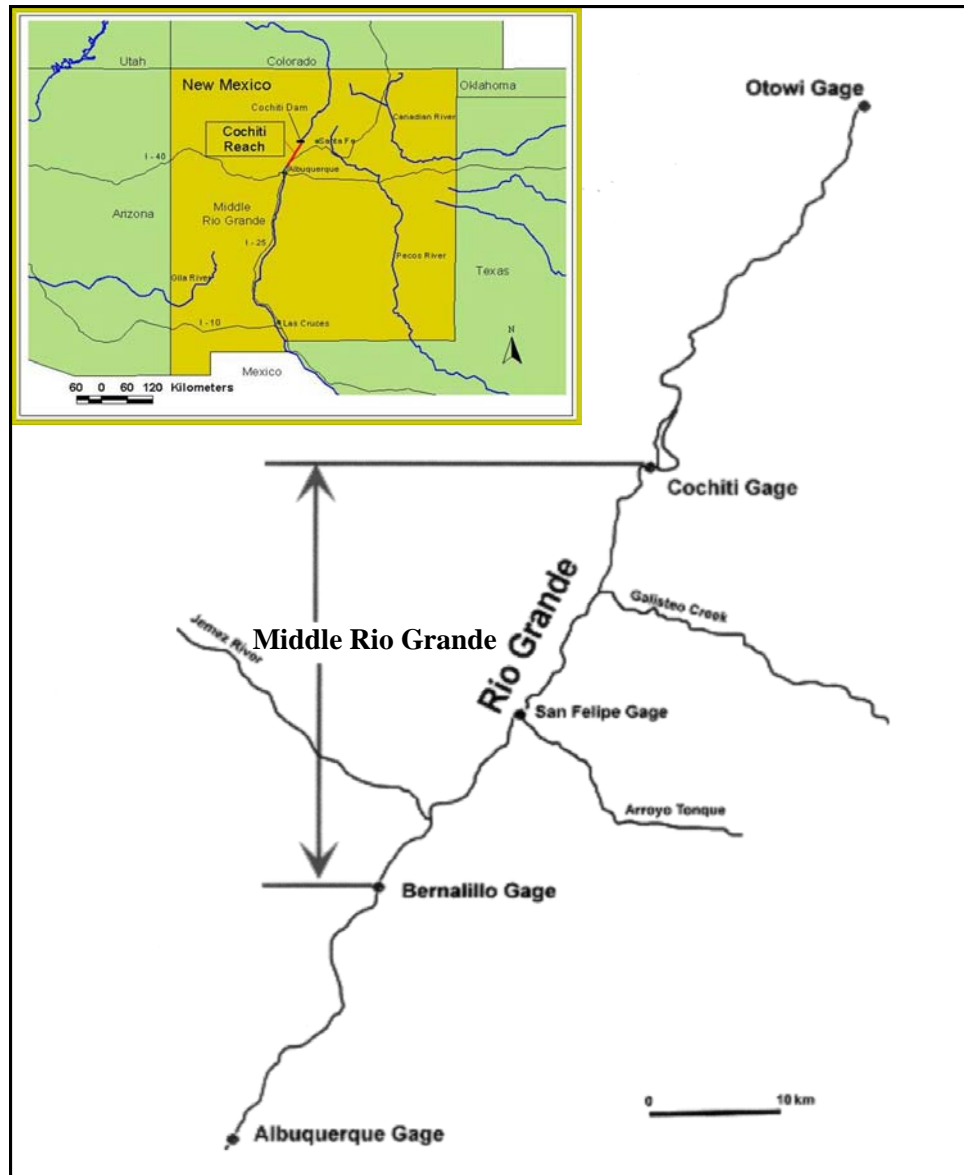 Utah
Colorado
Oklahoma
New Mexico
Cochiti Dam
Canadian River
Cochiti
Reach
Santa Fe
I - 40
Albuquerque
Arizona
Middle
Rio Grande
I - 25
Pecos River
Texas
Gila River
I - 10
Las Cruces
N
Mexico
60 0 60 120 Kilometers
Otowi Gage
Cochiti Gage
Galisteo Creek
Rio Grande
Jemez River
Middle Rio Grande
San Felipe Gage
Arroyo Tonque
Bernalillo Gage
0 10 km
Albuquerque Gage